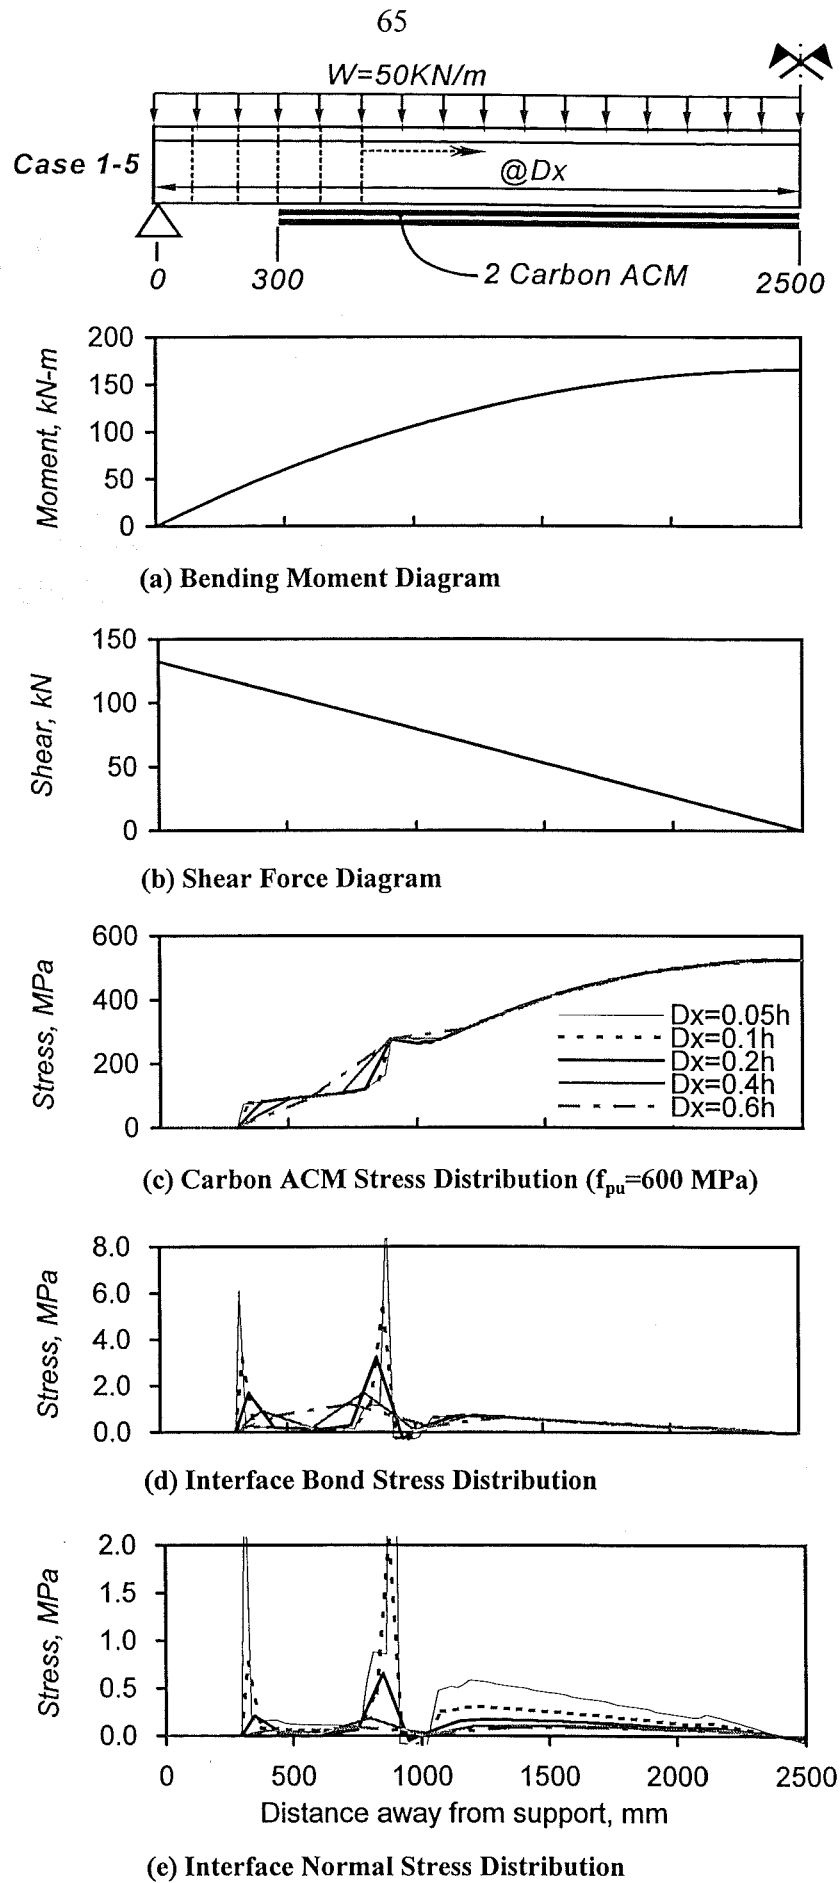 65
W=50KN/m
Case 1-5
@Dx
0
300
2 Carbon ACM
2500
Moment, kN-m
200
150
100
50
0
(a) Bending Moment Diagram
Shear, kN
150
100
50
0
(b) Shear Force Diagram
Stress, MPa
600
400
200
0
Dx=0.05h
Dx=0.1h
Dx=0.2h
Dx=0.4h
Dx=0.6h
(c) Carbon ACM Stress Distribution (fpu=600 MPa)
Stress, MPa
8.0
6.0
4.0
2.0
0.0
(d) Interface Bond Stress Distribution
Stress, MPa
2.0
1.5
1.0
0.5
0.0
0 500 1000 1500 2000 2500
Distance away from support, mm
(e) Interface Normal Stress Distribution